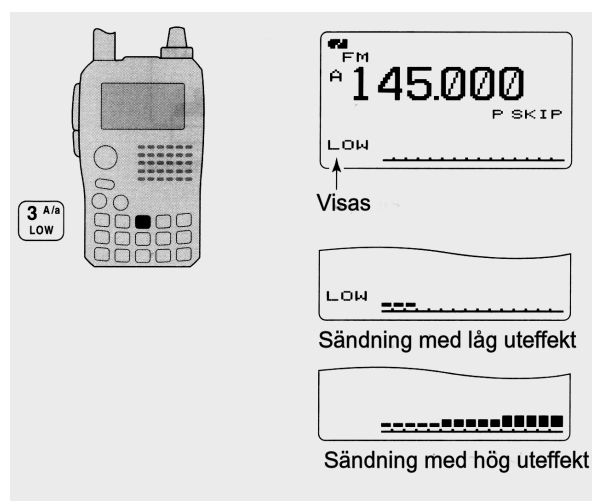 3 A/a
LOW
FM
A 145.000
P SKIP
LOW
Visas
LOW
Sändning med låg uteffekt
Sändning med hög uteffekt